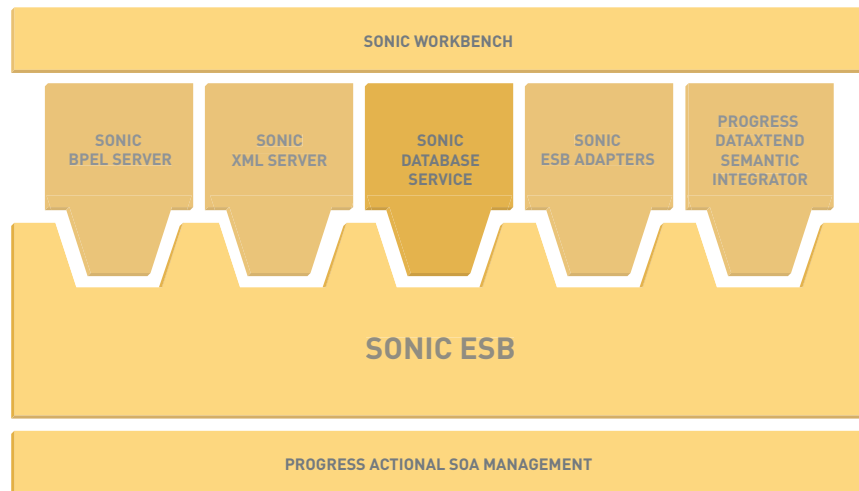 SONIC WORKBENCH
SONIC
BPEL SERVER
SONIC
XML SERVER
SONIC
DATABASE
SERVICE
SONIC
ESB ADAPTERS
PROGRESS
DATAXTEND
SEMANTIC
INTEGRATOR
SONIC ESB
PROGRESS ACTIONAL SOA MANAGEMENT